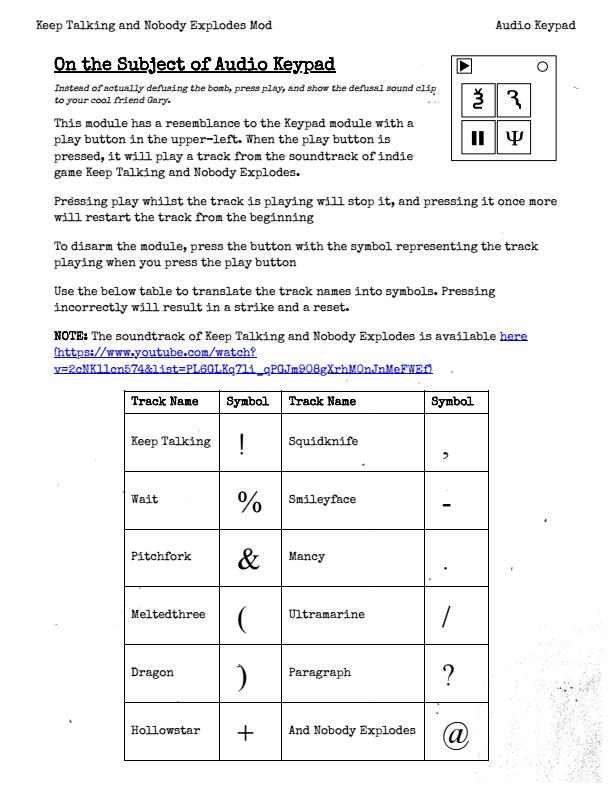 Keep Talking and Nobody Explodes Mod
Audio Keypad
On the Subject of Audio Keypad
Instead of actually defusing the bomb, press play, and show the defusal sound clip
to your cool friend Gary.
This module has a resemblance to the Keypad module with a
play button in the upper-left. When the play button is
pressed, it will play a track from the soundtrack of indie
game Keep Talking and Nobody Explodes.
Pressing play whilst the track is playing will stop it, and pressing it once more
will restart the track from the beginning
To disarm the module, press the button with the symbol representing the track
playing when you press the play button
Use the below table to translate the track names into symbols. Pressing
incorrectly will result in a strike and a reset.
NOTE: The soundtrack of Keep Talking and Nobody Explodes is available here
(https://www.youtube.com/watch?
Track Name Symbol Track Name Symbol
Keep Talking ! Squidknife ,
Wait % Smileyface -
Pitchfork & Mancy .
Meltedthree ( Ultramarine /
Dragon ) Paragraph ?
Hollowstar + And Nobody Explodes @